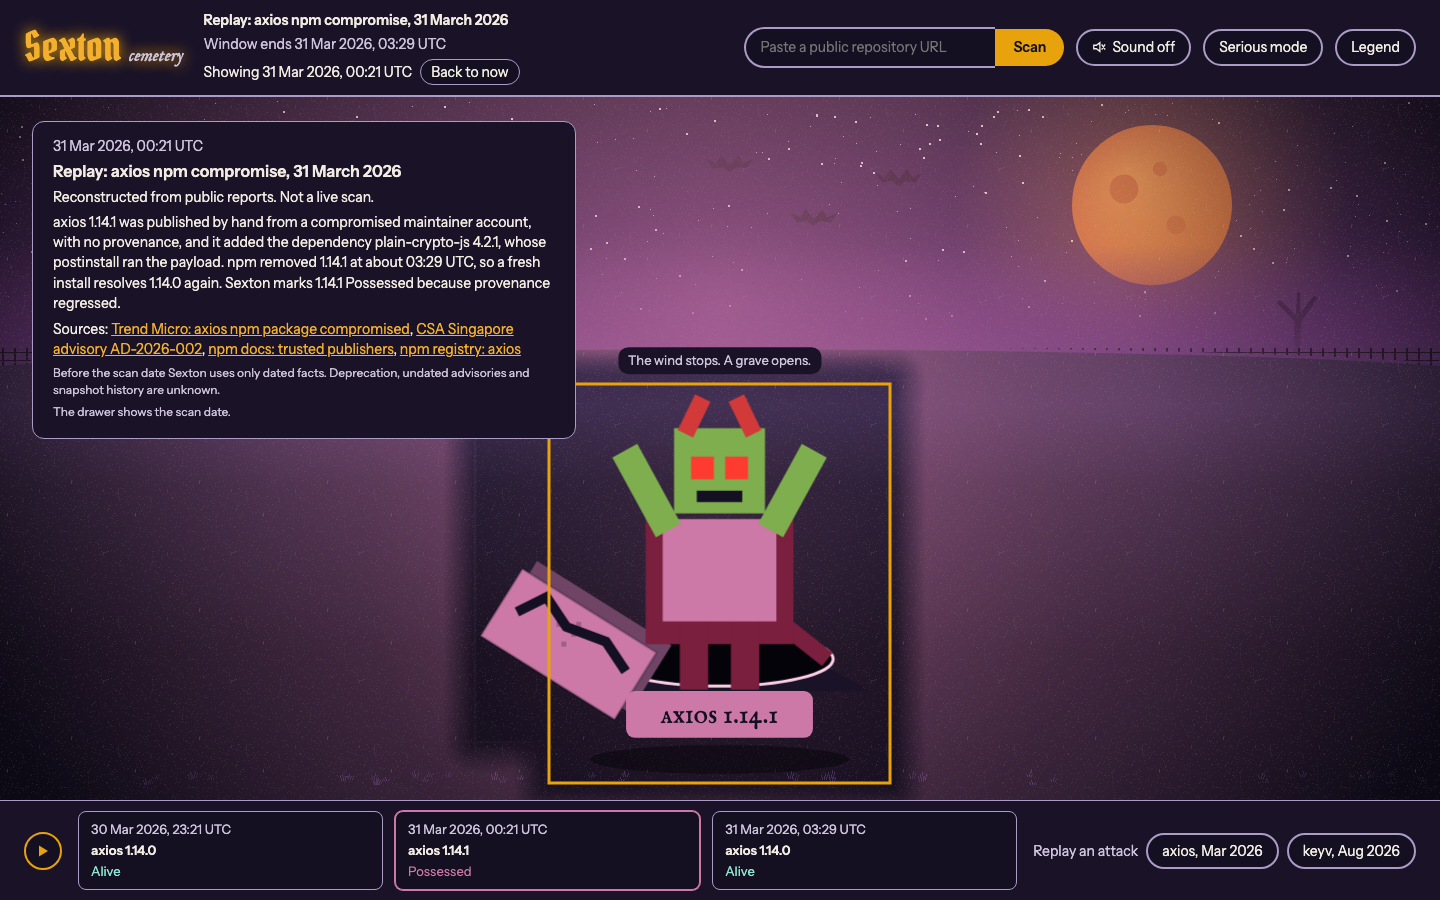 Sexton cemetery
Replay: axios npm compromise, 31 March 2026
Window ends 31 Mar 2026, 03:29 UTC
Showing 31 Mar 2026, 00:21 UTC
Back to now
Paste a public repository URL
Scan
Sound off
Serious mode
Legend
31 Mar 2026, 00:21 UTC
Replay: axios npm compromise, 31 March 2026
Reconstructed from public reports. Not a live scan.
axios 1.14.1 was published by hand from a compromised maintainer account,
with no provenance, and it added the dependency plain-crypto-js 4.2.1, whose
postinstall ran the payload. npm removed 1.14.1 at about 03:29 UTC, so a fresh
install resolves 1.14.0 again. Sexton marks 1.14.1 Possessed because provenance
regressed.
Sources: Trend Micro: axios npm package compromised, CSA Singapore
advisory AD-2026-002, npm docs: trusted publishers, npm registry: axios
Before the scan date Sexton uses only dated facts. Deprecation, undated advisories and
snapshot history are unknown.
The drawer shows the scan date.
The wind stops. A grave opens.
AXIOS 1.14.1
30 Mar 2026, 23:21 UTC
axios 1.14.0
Alive
31 Mar 2026, 00:21 UTC
axios 1.14.1
Possessed
31 Mar 2026, 03:29 UTC
axios 1.14.0
Alive
Replay an attack
axios, Mar 2026
keyv, Aug 2026